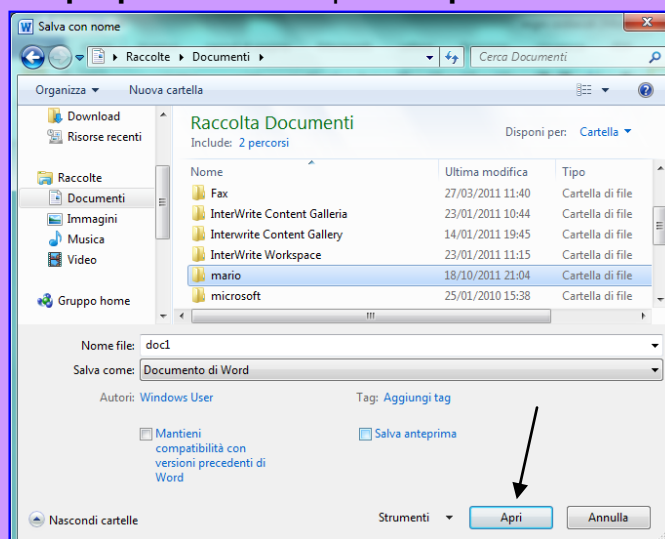 Salva con nome
Raccolte ▸ Documenti ▸
Cerca Documenti
Organizza Nuova cartella
Download
Risorse recenti
Raccolte
Documenti
Immagini
Musica
Video
Gruppo home
Raccolta Documenti
Include: 2 percorsi
Disponi per: Cartella
Nome Ultima modifica Tipo
Fax 27/03/2011 11:40 Cartella di file
InterWrite Content Galleria 23/01/2011 10:44 Cartella di file
Interwrite Content Gallery 14/01/2011 19:45 Cartella di file
InterWrite Workspace 23/01/2011 11:15 Cartella di file
mario 18/10/2011 21:04 Cartella di file
microsoft 25/01/2010 15:38 Cartella di file
Nome file: doc1
Salva come: Documento di Word
Autori: Windows User Tag: Aggiungi tag
Mantieni
compatibilità con
versioni precedenti di
Word
Salva anteprima
Nascondi cartelle Strumenti Apri Annulla